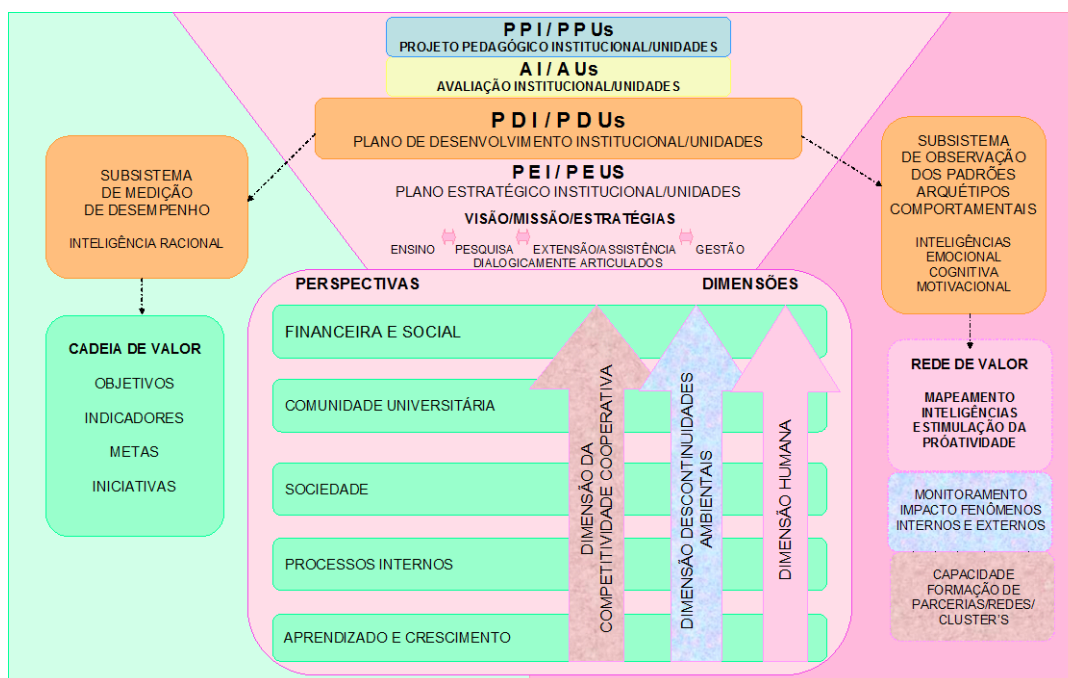 P P I / P P Us
PROJETO PEDAGÓGICO INSTITUCIONAL/UNIDADES
A I / A Us
AVALIAÇÃO INSTITUCIONAL/UNIDADES
P D I / P D Us
PLANO DE DESENVOLVIMENTO INSTITUCIONAL/UNIDADES
P E I / P E U S
PLANO ESTRATÉGICO INSTITUCIONAL/UNIDADES
VISÃO/MISSÃO/ESTRATÉGIAS
ENSINO PESQUISA EXTENSÃO/ASSISTÊNCIA GESTÃO
DIALOGICAMENTE ARTICULADOS
SUBSISTEMA
DE MEDIÇÃO
DE DESEMPENHO
INTELIGÊNCIA RACIONAL
CADEIA DE VALOR
OBJETIVOS
INDICADORES
METAS
INICIATIVAS
PERSPECTIVAS DIMENSÕES
FINANCEIRA E SOCIAL
COMUNIDADE UNIVERSITÁRIA
SOCIEDADE
PROCESSOS INTERNOS
APRENDIZADO E CRESCIMENTO
DIMENSÃO DA
COMPETITIVIDADE COOPERATIVA
DIMENSÃO DESCONTINUIDADES
AMBIENTAIS
DIMENSÃO HUMANA
SUBSISTEMA
DE OBSERVAÇÃO
DOS PADRÕES
ARQUÉTIPOS
COMPORTAMENTAIS
INTELIGÊNCIAS
EMOCIONAL
COGNITIVA
MOTIVACIONAL
REDE DE VALOR
MAPEAMENTO
INTELIGÊNCIAS
ESTIMULAÇÃO DA
PRÓATIVIDADE
MONITORAMENTO
IMPACTO FENÔMENOS
INTERNOS E EXTERNOS
CAPACIDADE
FORMAÇÃO DE
PARCERIAS/REDES/
CLUSTER'S